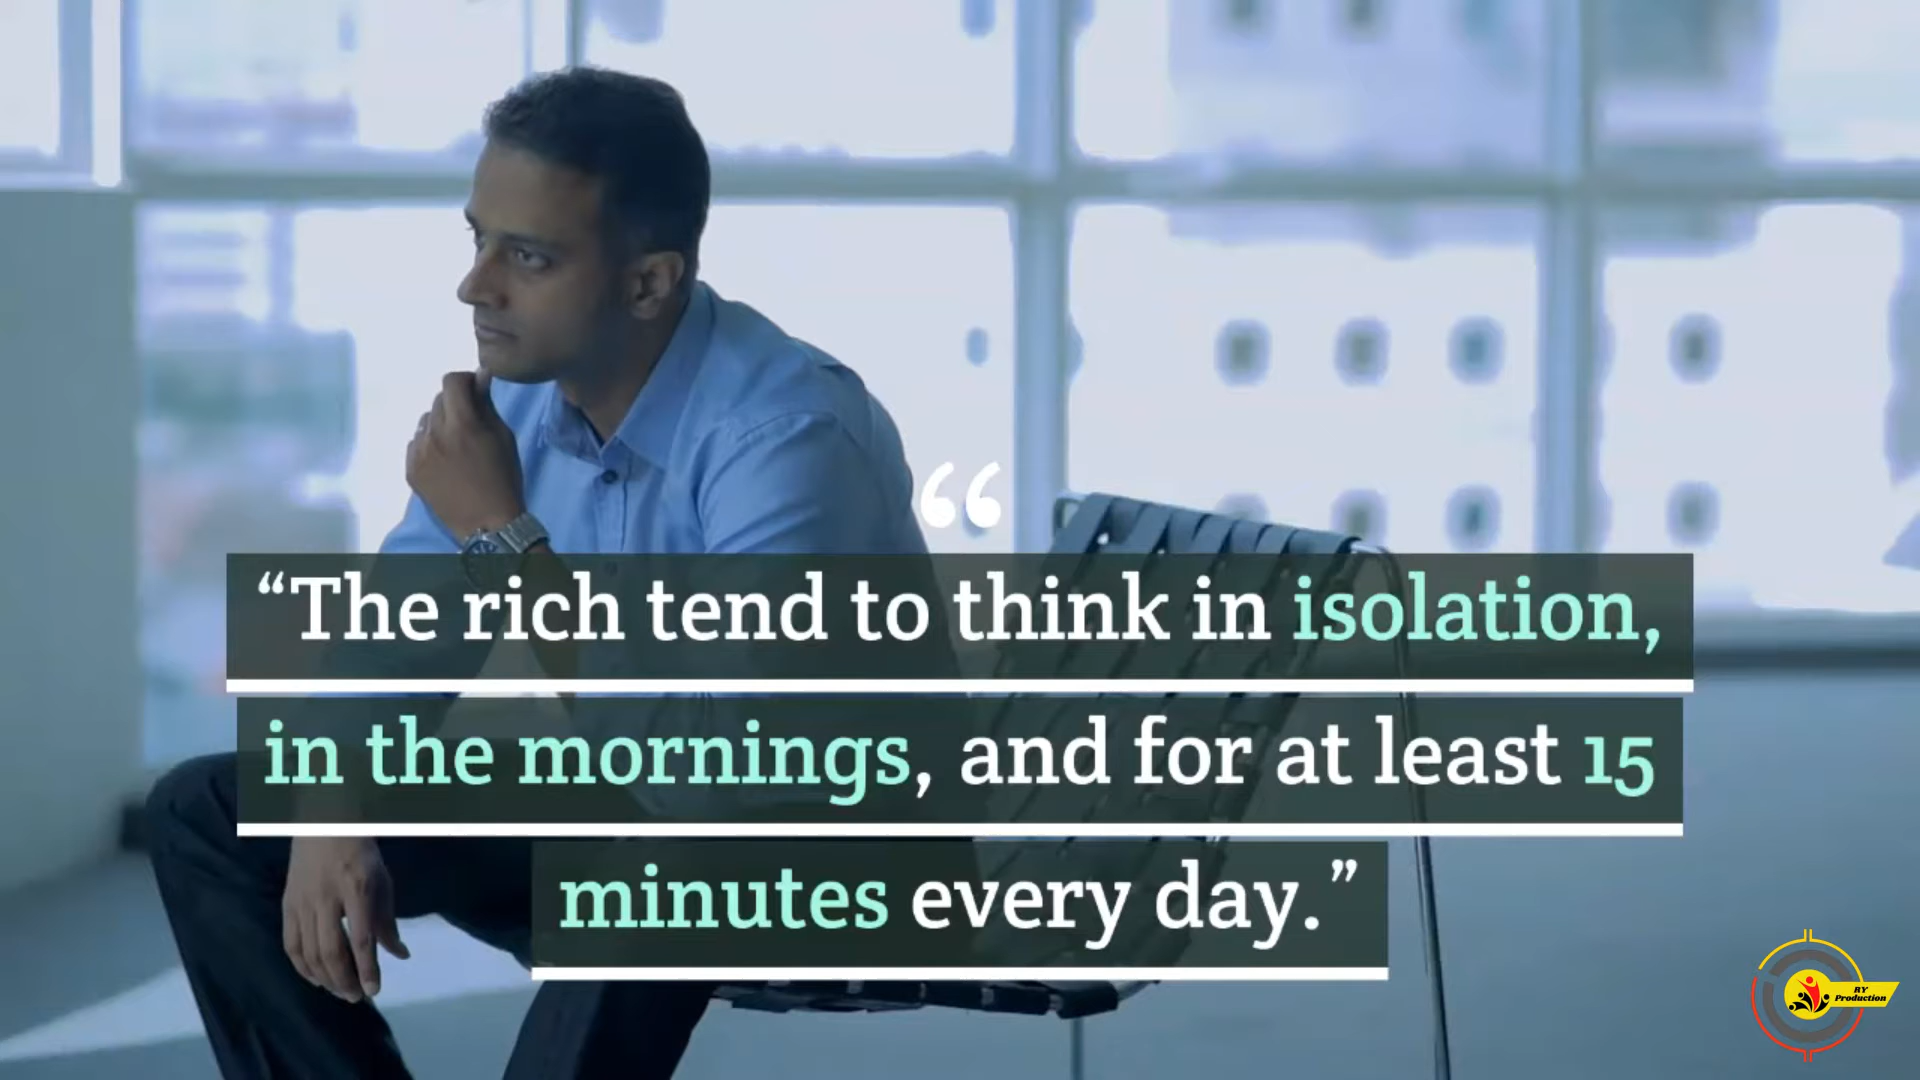 “
“The rich tend to think in isolation,
in the mornings, and for at least 15
minutes every day.”
RY
Production